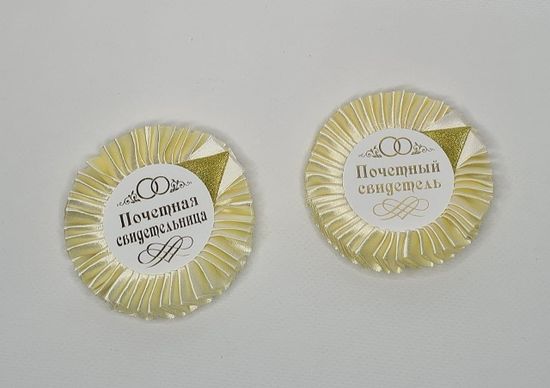 Почетная
свидетельница
Почетный
свидетель